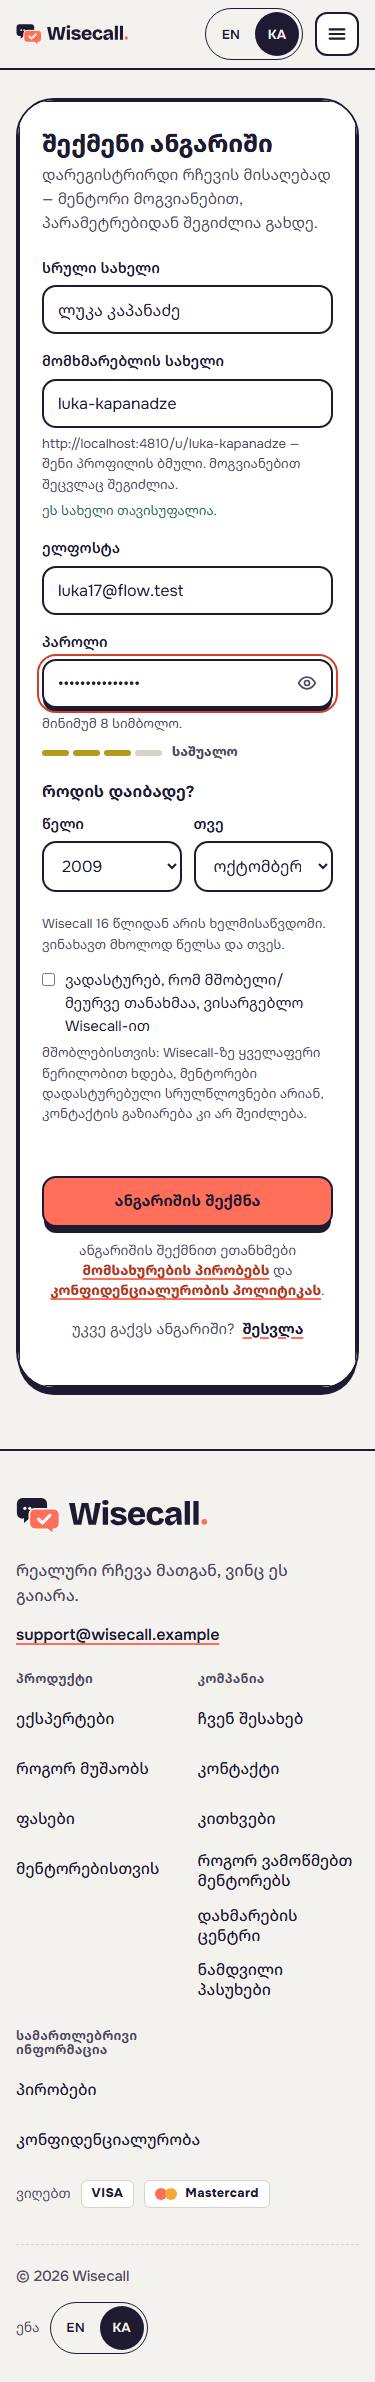 Wisecall.
EN
KA
შექმენი ანგარიში
დარეგისტრირდი რჩევის მისაღებად
– მენტორი მოგვიანებით,
პარამეტრებიდან შეგიძლია გახდე.
სრული სახელი
ლუკა კაპანაძე
მომხმარებლის სახელი
luka-kapanadze
http://localhost:4810/u/luka-kapanadze –
შენი პროფილის ბმული. მოგვიანებით
შეცვლაც შეგიძლია.
ეს სახელი თავისუფალია.
ელფოსტა
luka17@flow.test
პაროლი
•••••••••••••••
მინიმუმ 8 სიმბოლო.
საშუალო
როდის დაიბადე?
წელი
თვე
2009
ოქტომბერი
Wisecall 16 წლიდან არის ხელმისაწვდომი.
ვინახავთ მხოლოდ წელსა და თვეს.
ვადასტურებ, რომ მშობელი/
მეურვე თანახმაა, ვისარგებლო
Wisecall-ით
მშობლებისთვის: Wisecall-ზე ყველაფერი
წერილობით ხდება, მენტორები
დადასტურებული სრულწლოვნები არიან,
კონტაქტის გაზიარება კი არ შეიძლება.
ანგარიშის შექმნა
ანგარიშის შექმნით ეთანხმები
მომსახურების პირობებს და
კონფიდენციალურობის პოლიტიკას.
უკვე გაქვს ანგარიში? შესვლა
Wisecall.
რეალური რჩევა მათგან, ვინც ეს
გაიარა.
support@wisecall.example
პროდუქტი
ექსპერტები
როგორ მუშაობს
ფასები
მენტორებისთვის
კომპანია
ჩვენ შესახებ
კონტაქტი
კითხვები
როგორ ვამოწმებთ
მენტორებს
დახმარების
ცენტრი
ნამდვილი
პასუხები
სამართლებრივი
ინფორმაცია
პირობები
კონფიდენციალურობა
ვიღებთ
VISA
Mastercard
© 2026 Wisecall
ენა
EN
KA